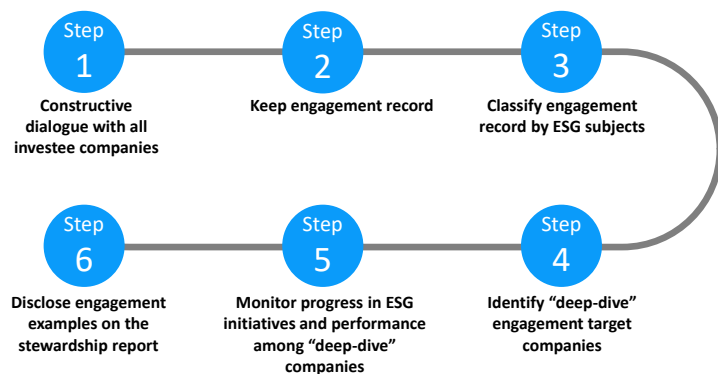 Step
1
Constructive
dialogue with all
investee companies
Step
2
Keep engagement record
Step
3
Classify engagement
record by ESG subjects
Step
4
Identify “deep-dive”
engagement target
companies
Step
5
Monitor progress in ESG
initiatives and performance
among “deep-dive”
companies
Step
6
Disclose engagement
examples on the
stewardship report